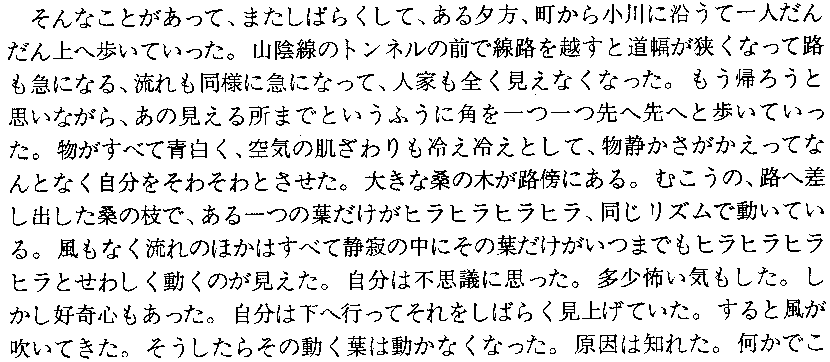 そんなことがあって、またしばらくして、ある夕方、町から小川に沿うて一人だん
だん上へ歩いていった。山陰線のトンネルの前で線路を越すと道幅が狭くなって路
も急になる、流れも同様に急になって、人家も全く見えなくなった。もう帰ろうと
思いながら、あの見える所までというふうに角を一つ一つ先へ先へと歩いていっ
た。物がすべて青白く、空気の肌ざわりも冷え冷えとして、物静かさがかえってな
んとなく自分をそわそわとさせた。大きな桑の木が路傍にある。むこうの、路へ差
し出した桑の枝で、ある一つの葉だけがヒラヒラヒラヒラ、同じリズムで動いてい
る。風もなく流れのほかはすべて静寂の中にその葉だけがいつまでもヒラヒラヒラ
ヒラとせわしく動くのが見えた。自分は不思議に思った。多少怖い気もした。し
かし好奇心もあった。自分は下へ行ってそれをしばらく見上げていた。すると風が
吹いてきた。そうしたらその動く葉は動かなくなった。原因は知れた。何かでこ